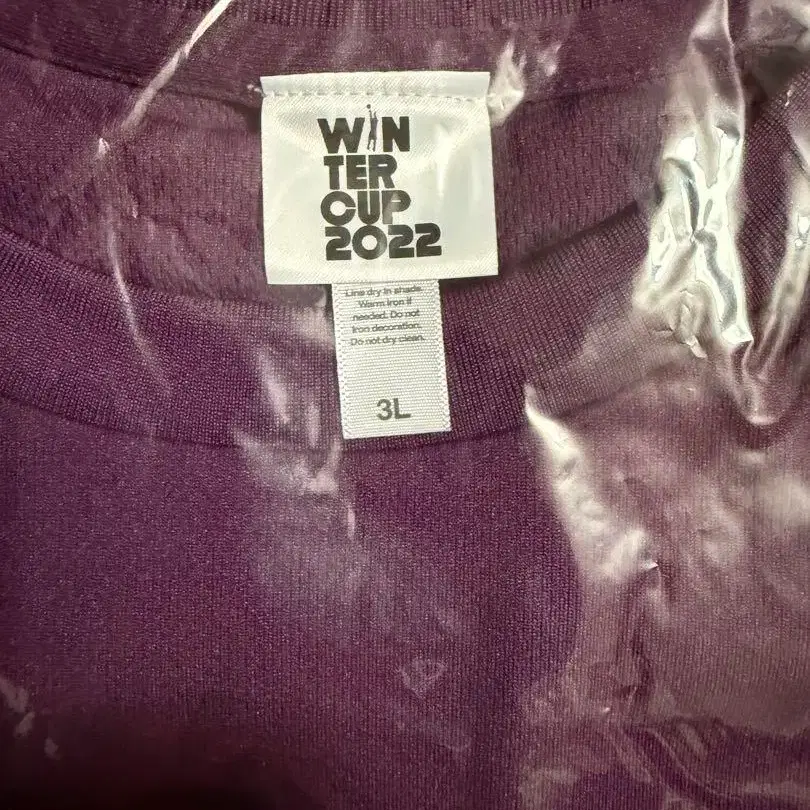 WIN
TER
CUP
2022
Line dry in shade.
Warm iron if
needled. Do not
iron decoration.
Do not dry clean.
3L